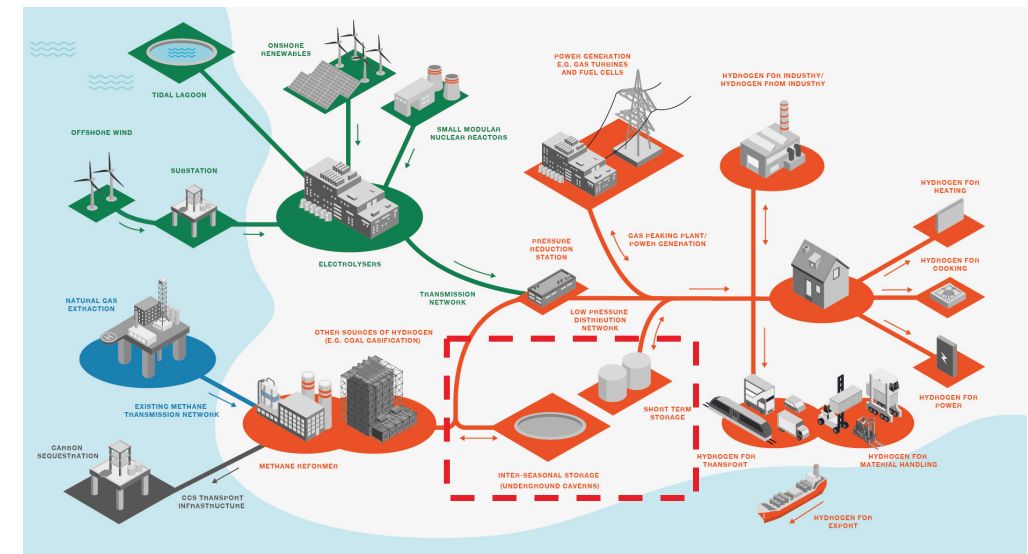 ONSHORE
RENEWABLES
POWER GENERATION
E.G. GAS TURBINES
AND FUEL CELLS
HYDROGEN FOR INDUSTRY/
HYDROGEN FROM INDUSTRY
TIDAL LAGOON
OFFSHORE WIND
SMALL MODULAR
NUCLEAR REACTORS
SUBSTATION
HYDROGEN FOR
HEATING
GAS PEAKING PLANT/
POWER GENERATION
PRESSURE
REDUCTION
STATION
ELECTROLYSERS
HYDROGEN FOR
COOKING
TRANSMISSION
NETWORK
NATURAL GAS
EXTRACTION
LOW PRESSURE
DISTRIBUTION
NETWORK
OTHER SOURCES OF HYDROGEN
(E.G. COAL GASIFICATION)
HYDROGEN FOR
POWER
EXISTING METHANE
TRANSMISSION NETWORK
SHORT TERM
STORAGE
CARBON
SEQUESTRATION
METHANE REFORMER
HYDROGEN FOR
TRANSPORT
HYDROGEN FOR
MATERIAL HANDLING
INTER-SEASONAL STORAGE
(UNDERGROUND CAVERNS)
CCS TRANSPORT
INFRASTRUCTURE
HYDROGEN FOR
EXPORT